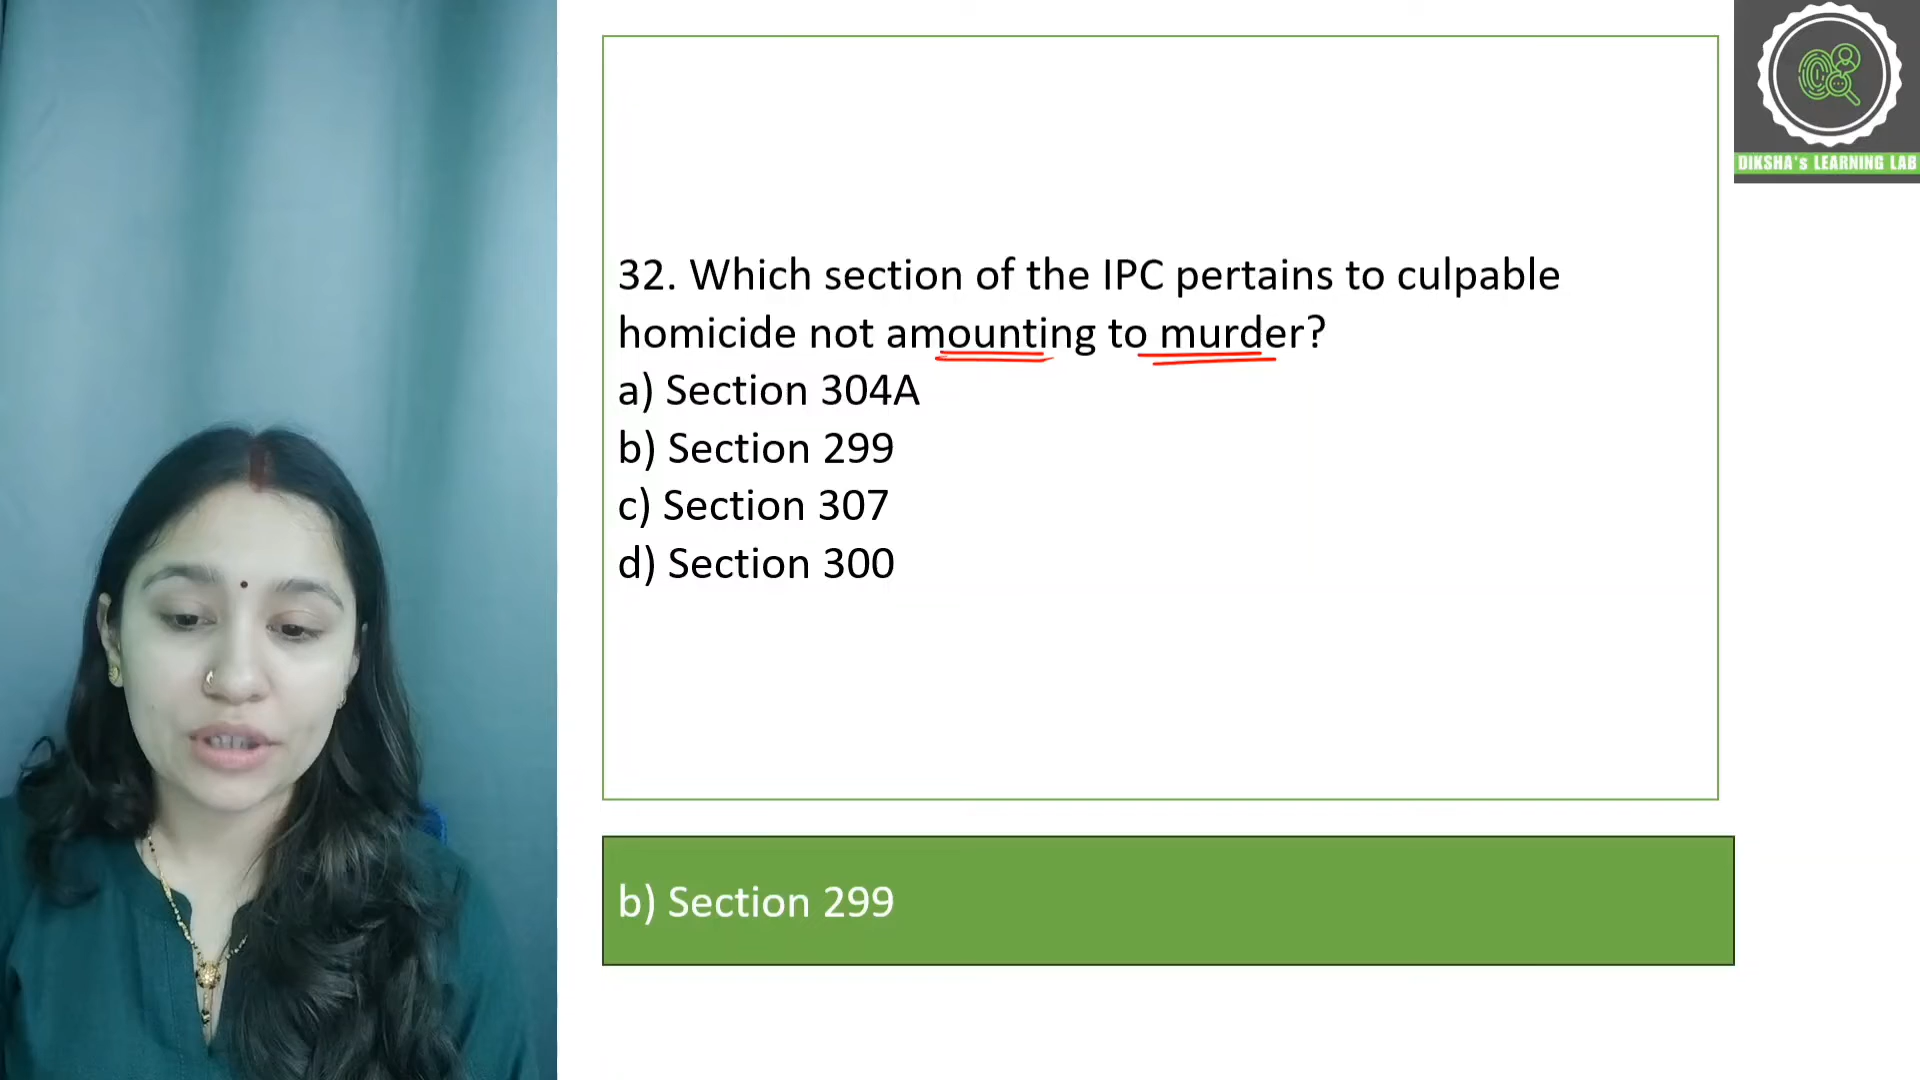 DIKSHA's LEARNING LAB
32. Which section of the IPC pertains to culpable
homicide not amounting to murder?
a) Section 304A
b) Section 299
c) Section 307
d) Section 300
b) Section 299